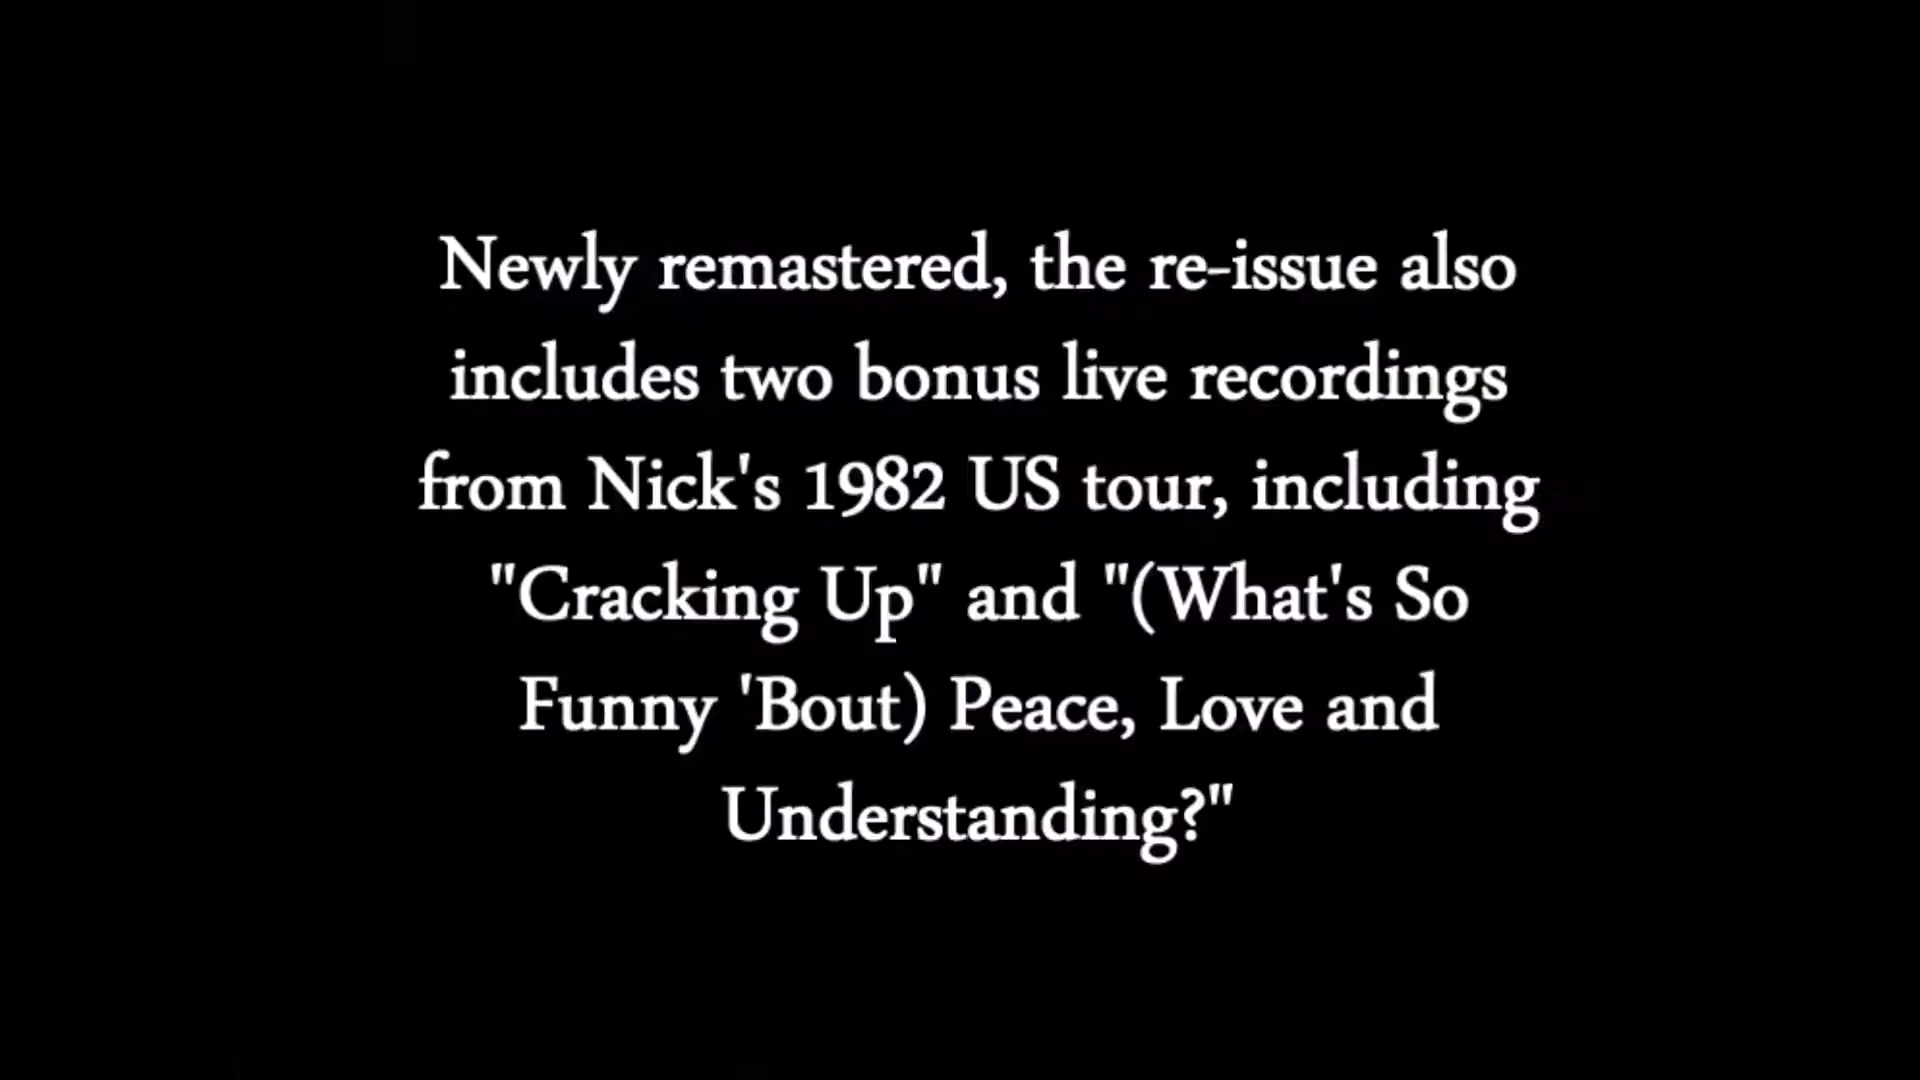 Newly remastered, the re-issue also
includes two bonus live recordings
from Nick's 1982 US tour, including
"Cracking Up" and "(What's So
Funny 'Bout) Peace, Love and
Understanding?"